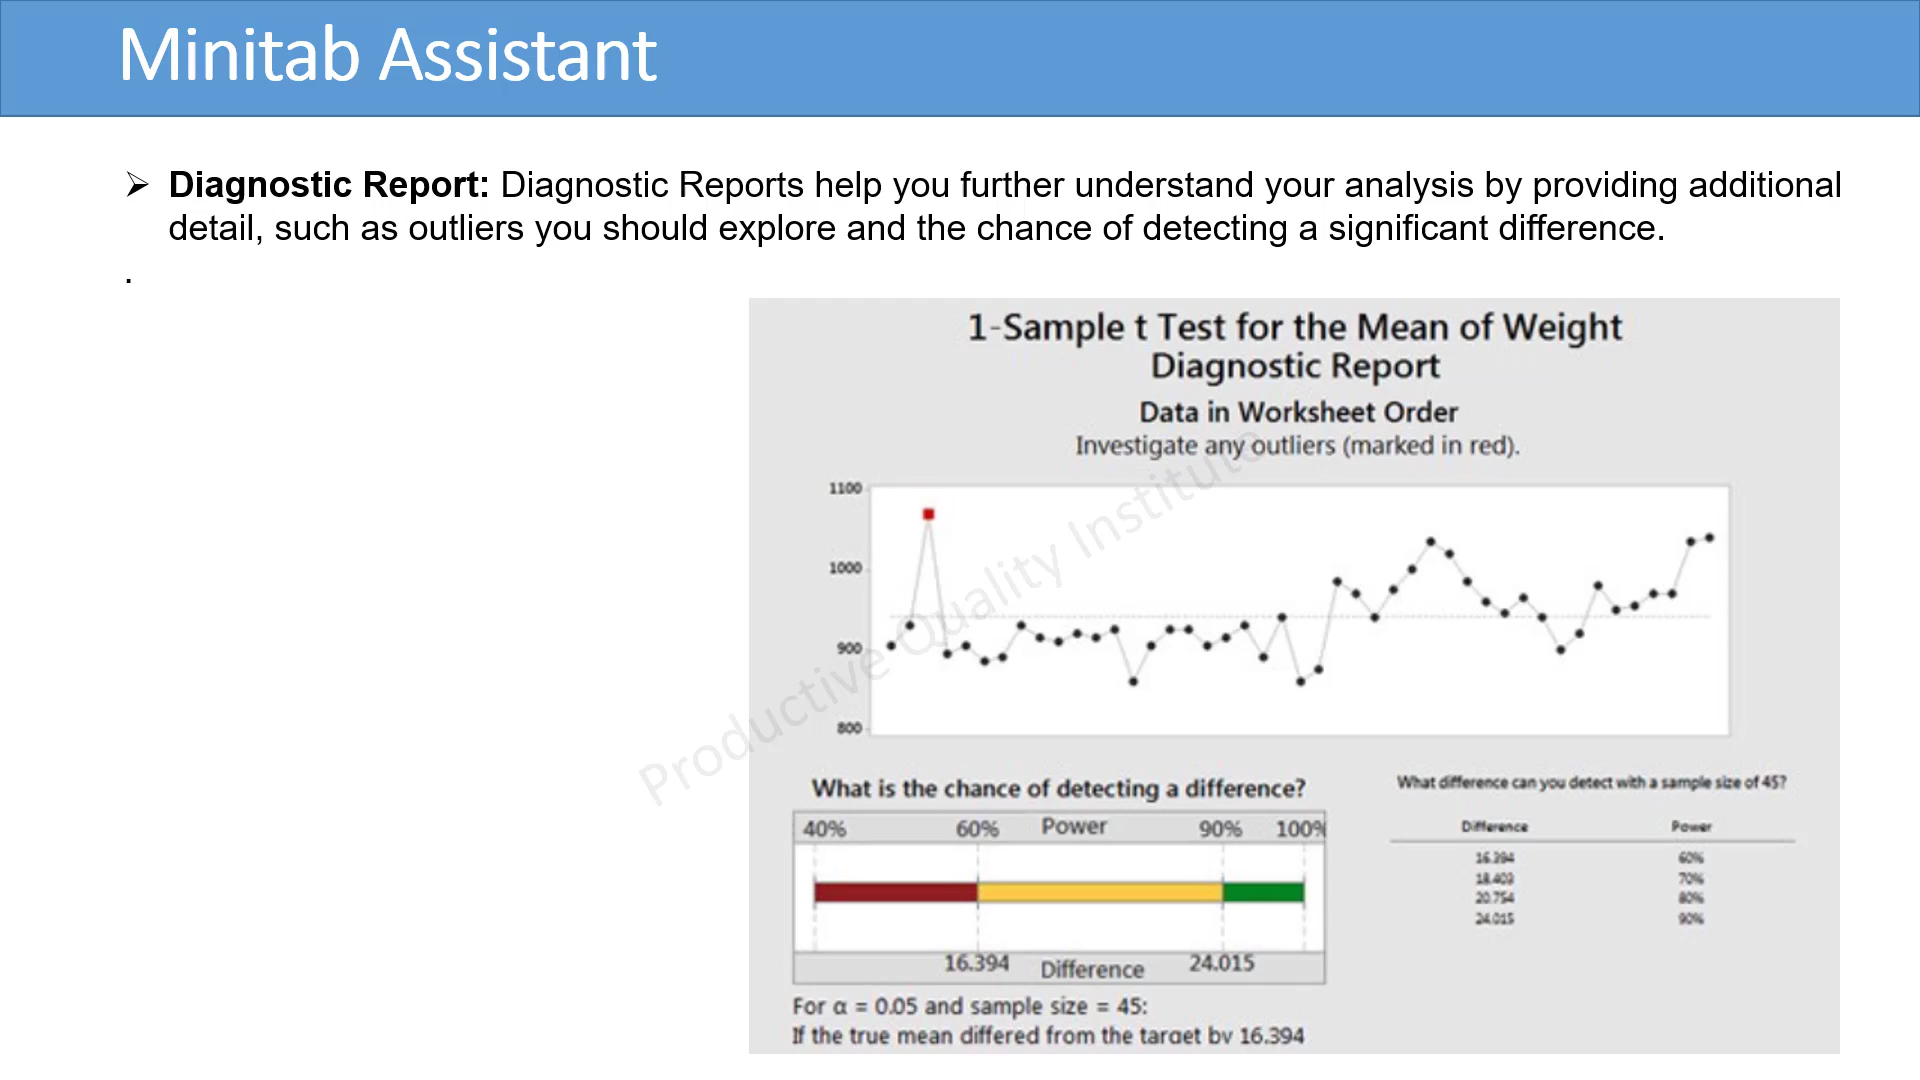 Minitab Assistant
➢ Diagnostic Report: Diagnostic Reports help you further understand your analysis by providing additional
detail, such as outliers you should explore and the chance of detecting a significant difference.
.
1-Sample t Test for the Mean of Weight
Diagnostic Report
Data in Worksheet Order
Investigate any outliers (marked in red).
1100
1000
900
800
Productive Quality Institute
What is the chance of detecting a difference?
40% 60% Power 90% 100%
16.394 Difference 24.015
For α = 0.05 and sample size = 45:
If the true mean differed from the target by 16.394
What difference can you detect with a sample size of 45?
Difference Power
16.394 60%
18.403 70%
20.754 80%
24.015 90%